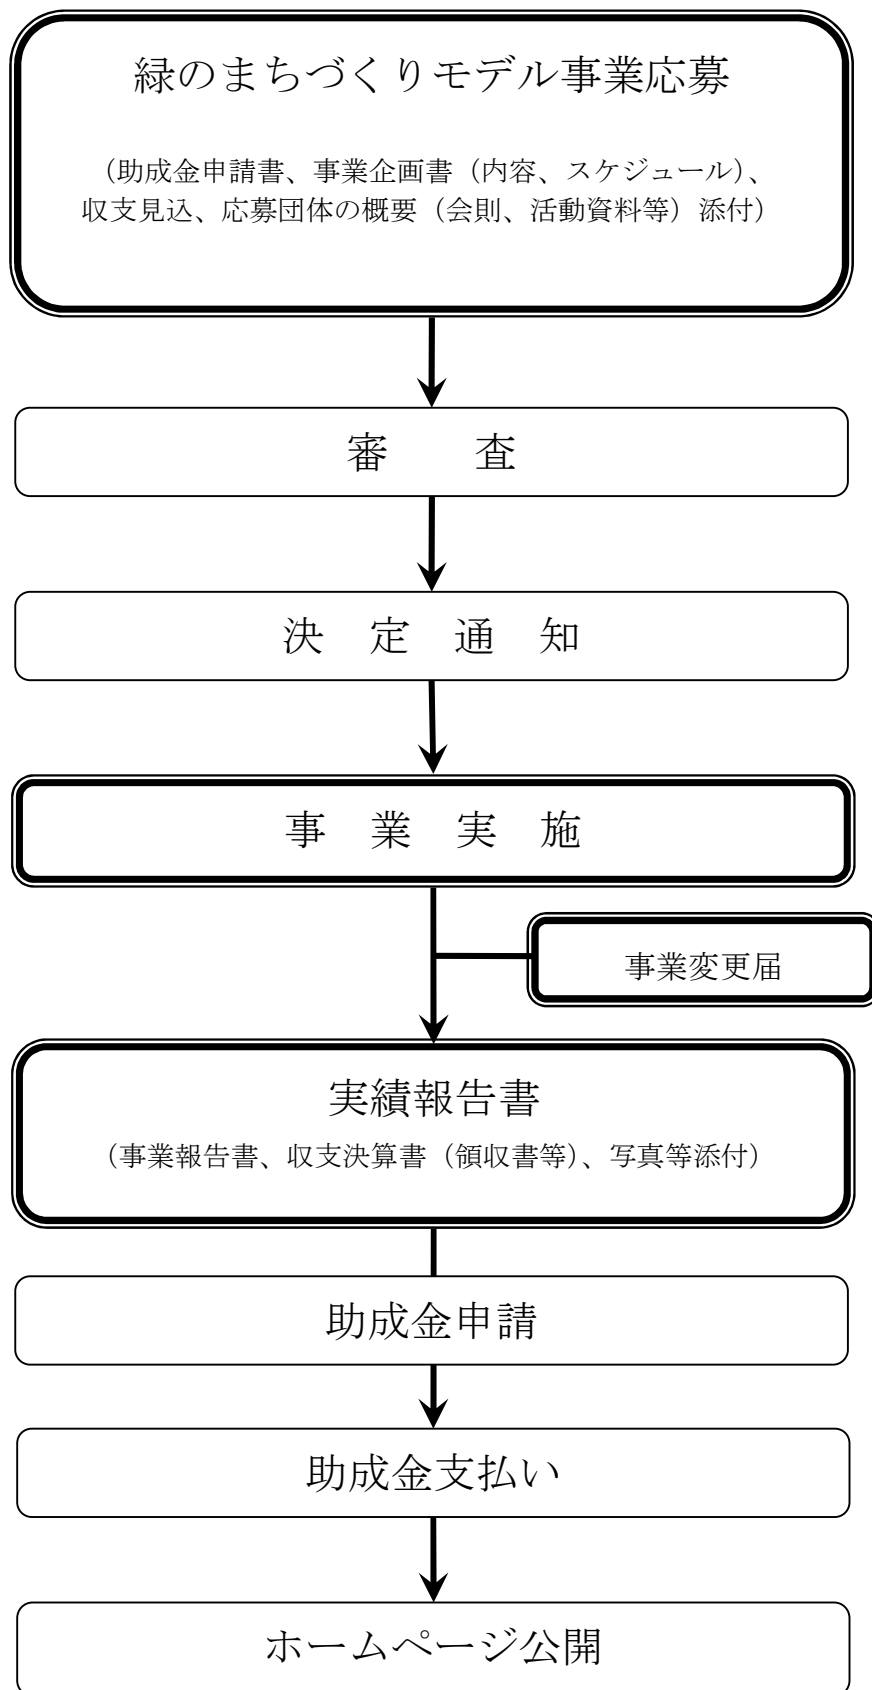 緑のまちづくりモデル事業応募
（助成金申請書、事業企画書（内容、スケジュール）、
収支見込、応募団体の概要（会則、活動資料等）添付）
審　　査
決　定　通　知
事　業　実　施
事業変更届
実績報告書
（事業報告書、収支決算書（領収書等）、写真等添付）
助成金申請
助成金支払い
ホームページ公開